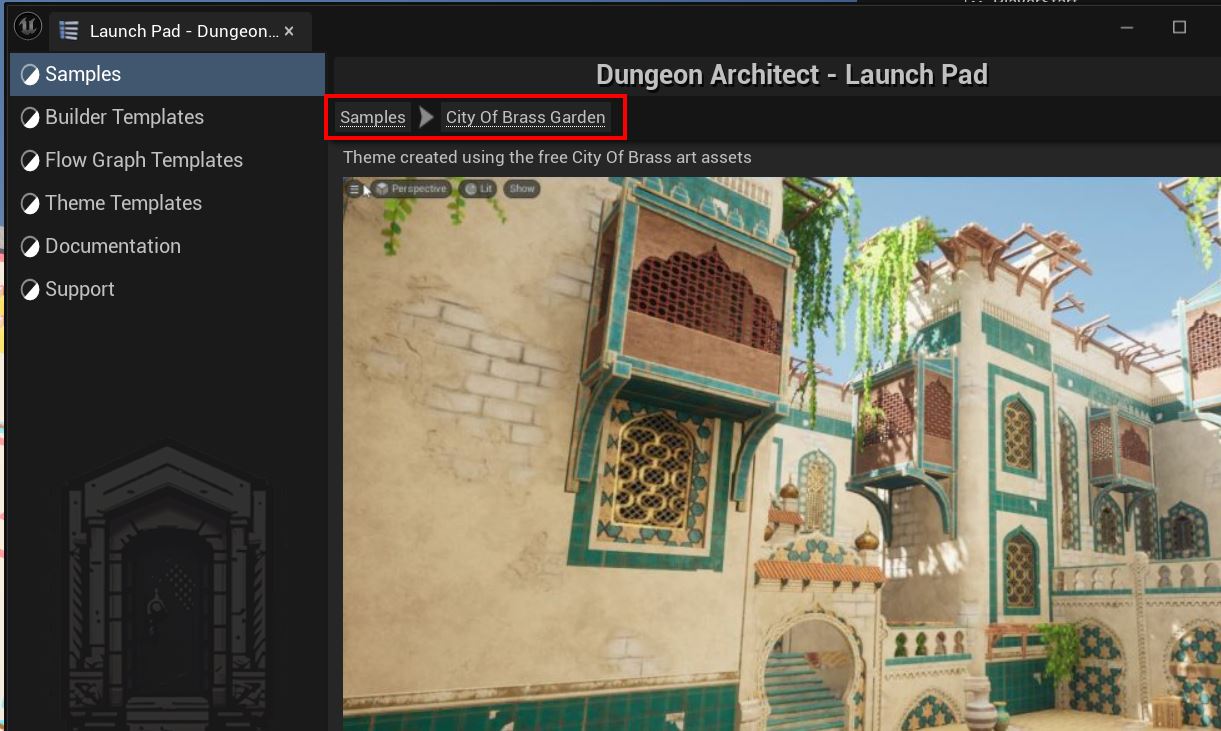 Launch Pad - Dungeon...
Samples
Builder Templates
Flow Graph Templates
Theme Templates
Documentation
Support
Dungeon Architect - Launch Pad
Samples City Of Brass Garden
Theme created using the free City Of Brass art assets
Perspective Lit Show